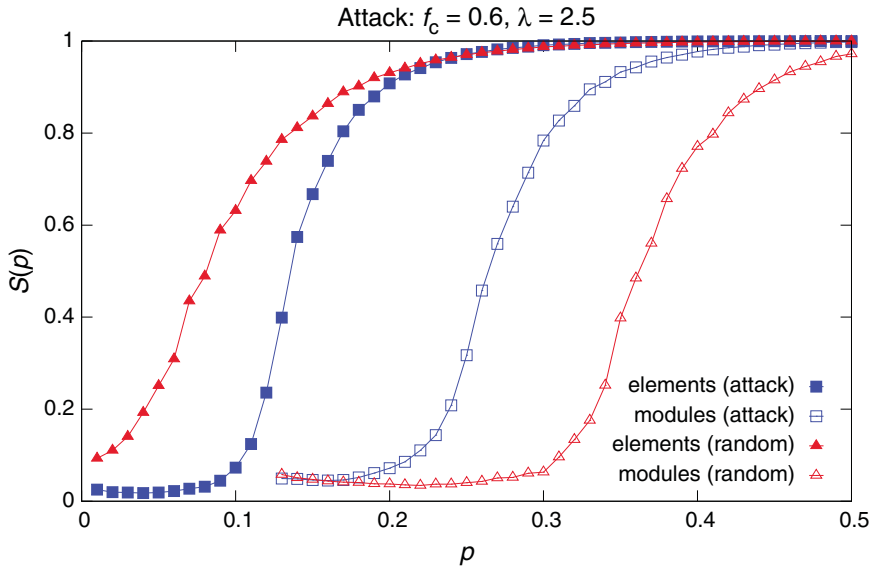 Attack: f_c = 0.6, λ = 2.5
1
0.8
0.6
0.4
0.2
0
S(p)
elements (attack)
modules (attack)
elements (random)
modules (random)
0 0.1 0.2 0.3 0.4 0.5
p